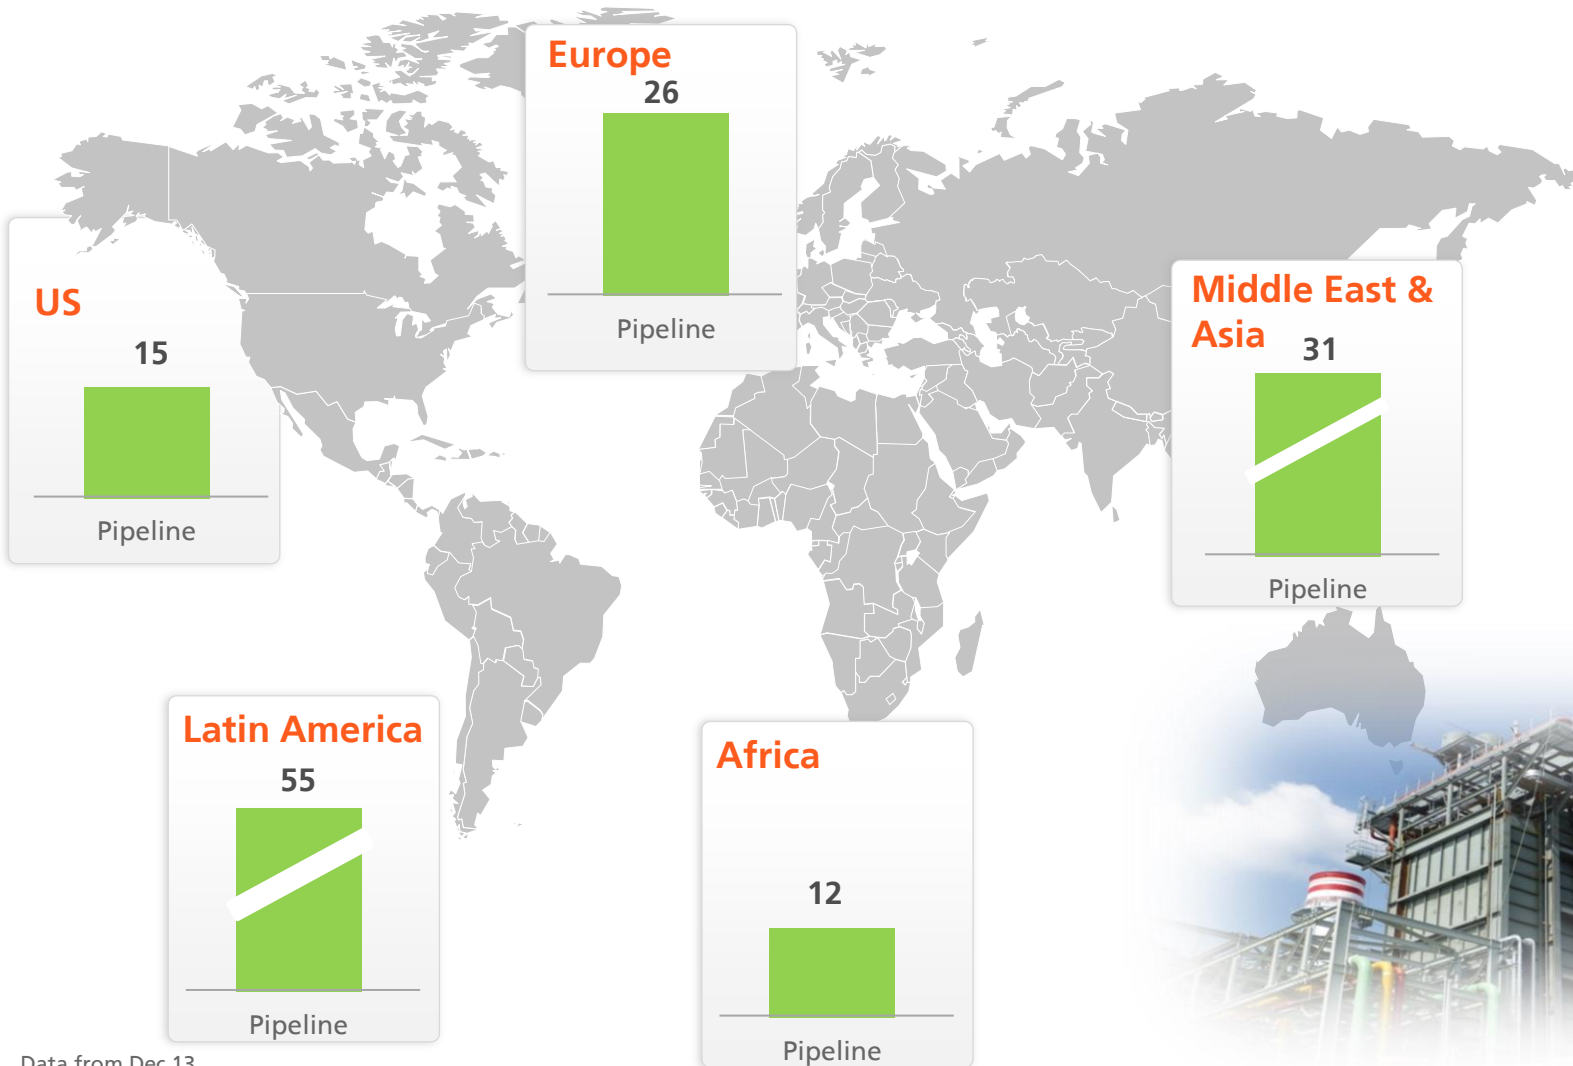 Europe
26
Pipeline
US
15
Pipeline
Middle East &
Asia
31
Pipeline
Latin America
55
Pipeline
Africa
12
Pipeline
Data from Dec 13